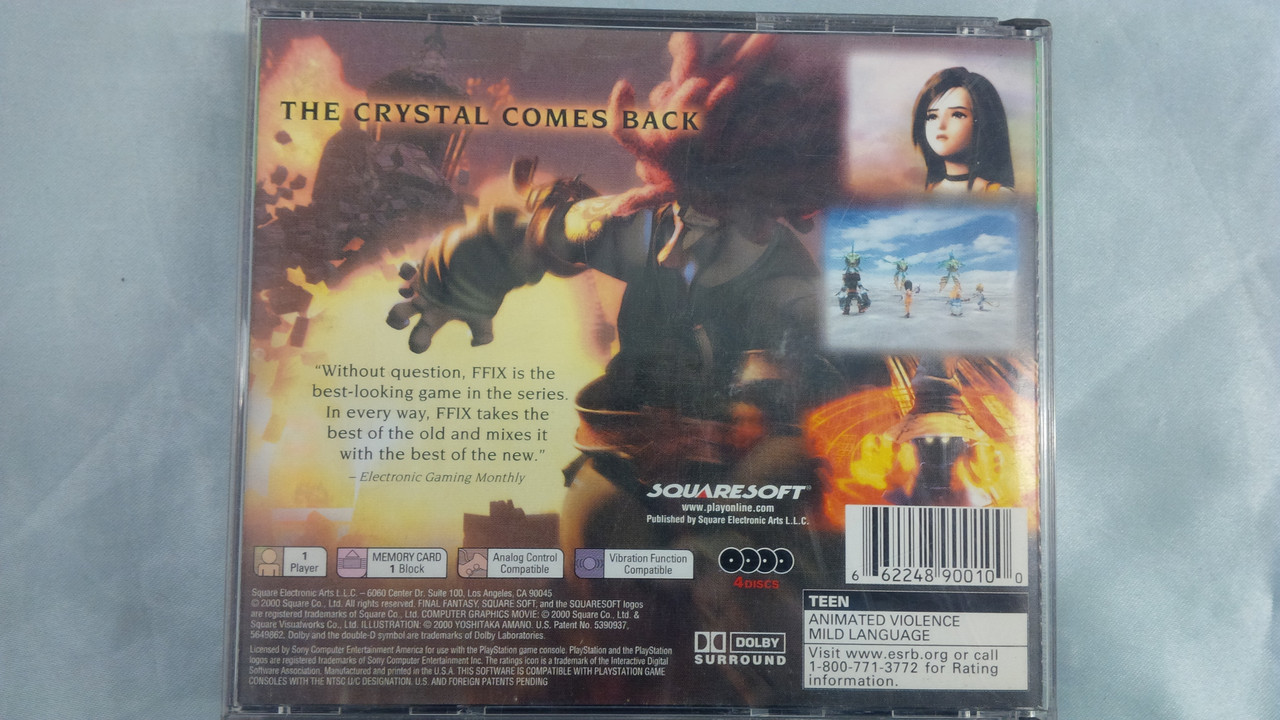 THE CRYSTAL COMES BACK
“Without question, FFIX is the
best-looking game in the series.
In every way, FFIX takes the
best of the old and mixes it
with the best of the new.”
– Electronic Gaming Monthly
SQUARESOFT®
www.playonline.com
Published by Square Electronic Arts L.L.C.
1
Player
MEMORY CARD
1 Block
Analog Control
Compatible
Vibration Function
Compatible
4 DISCS
6 62248 90010 0
Square Electronic Arts L.L.C. – 6060 Center Dr. Suite 100, Los Angeles, CA 90045
© 2000 Square Co., Ltd. All rights reserved. FINAL FANTASY, SQUARE SOFT, and the SQUARESOFT logos
are registered trademarks of Square Co., Ltd. COMPUTER GRAPHICS MOVIE: © 2000 Square Co., Ltd. &
Square Visualworks Co., Ltd. ILLUSTRATION: © 2000 YOSHITAKA AMANO. U.S. Patent No. 5390937,
5649862. Dolby and the double-D symbol are trademarks of Dolby Laboratories.
Licensed by Sony Computer Entertainment America for use with the PlayStation game console. PlayStation and the PlayStation
logos are registered trademarks of Sony Computer Entertainment Inc. The ratings icon is a trademark of the Interactive Digital
Software Association. Manufactured and printed in the U.S.A. THIS SOFTWARE IS COMPATIBLE WITH PLAYSTATION GAME
CONSOLES WITH THE NTSC U/C DESIGNATION. U.S. AND FOREIGN PATENTS PENDING
DOLBY
SURROUND
TEEN
ANIMATED VIOLENCE
MILD LANGUAGE
Visit www.esrb.org or call
1-800-771-3772 for Rating
information.